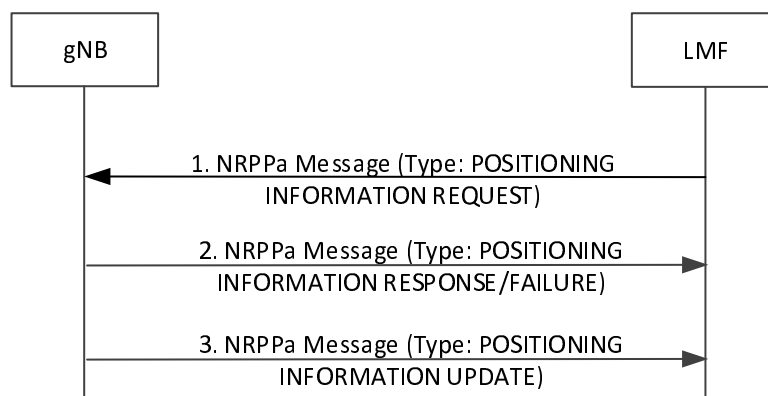 gNB
LMF
1. NRPPa Message (Type: POSITIONING
INFORMATION REQUEST)
2. NRPPa Message (Type: POSITIONING
INFORMATION RESPONSE/FAILURE)
3. NRPPa Message (Type: POSITIONING
INFORMATION UPDATE)